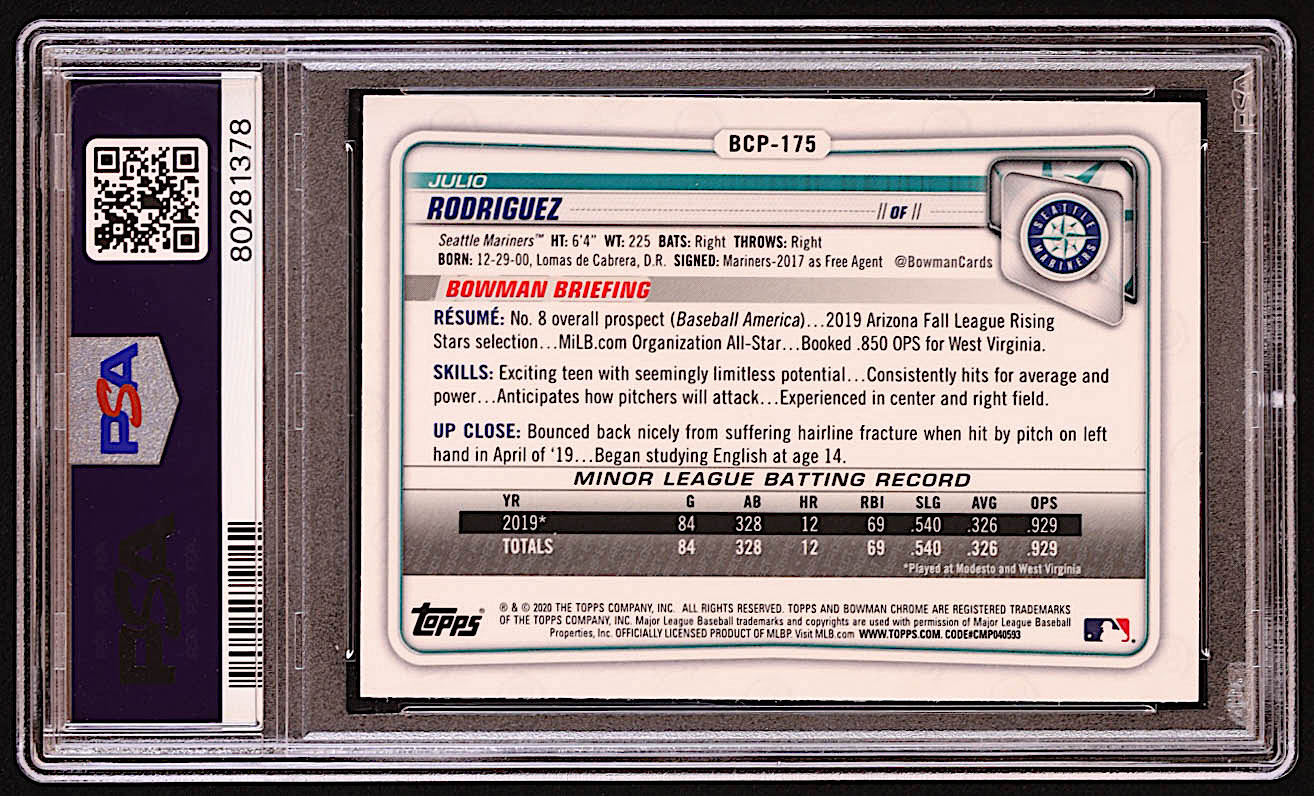 80281378
PSA
PSA
PSA
BCP-175
JULIO
RODRIGUEZ // OF //
SEATTLE MARINERS
Seattle Mariners™ HT: 6'4" WT: 225 BATS: Right THROWS: Right
BORN: 12-29-00, Lomas de Cabrera, D.R. SIGNED: Mariners-2017 as Free Agent @BowmanCards
BOWMAN BRIEFING
RÉSUMÉ: No. 8 overall prospect (Baseball America)...2019 Arizona Fall League Rising
Stars selection...MiLB.com Organization All-Star...Booked .850 OPS for West Virginia.
SKILLS: Exciting teen with seemingly limitless potential...Consistently hits for average and
power...Anticipates how pitchers will attack...Experienced in center and right field.
UP CLOSE: Bounced back nicely from suffering hairline fracture when hit by pitch on left
hand in April of '19...Began studying English at age 14.
MINOR LEAGUE BATTING RECORD
YR G AB HR RBI SLG AVG OPS
2019* 84 328 12 69 .540 .326 .929
TOTALS 84 328 12 69 .540 .326 .929
*Played at Modesto and West Virginia
Topps
® & © 2020 THE TOPPS COMPANY, INC. ALL RIGHTS RESERVED. TOPPS AND BOWMAN CHROME ARE REGISTERED TRADEMARKS
OF THE TOPPS COMPANY, INC. Major League Baseball trademarks and copyrights are used with permission of Major League Baseball
Properties, Inc. OFFICIALLY LICENSED PRODUCT OF MLBP. Visit MLB.com WWW.TOPPS.COM. CODE#CMP040593